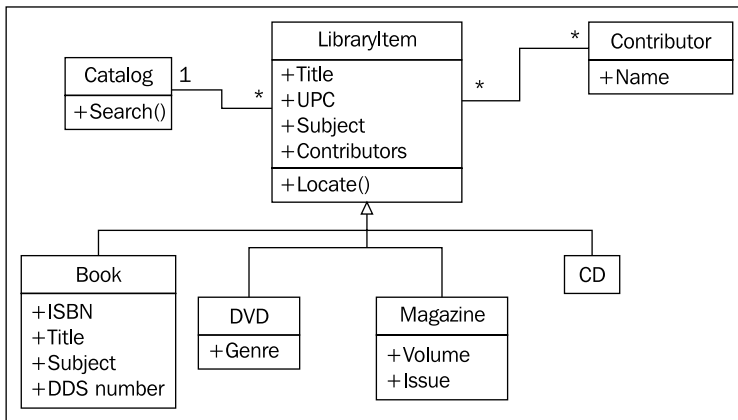 LibraryItem
+Title
+UPC
+Subject
+Contributors
+Locate()
Catalog
+Search()
1
*
*
*
Contributor
+Name
Book
+ISBN
+Title
+Subject
+DDS number
DVD
+Genre
Magazine
+Volume
+Issue
CD